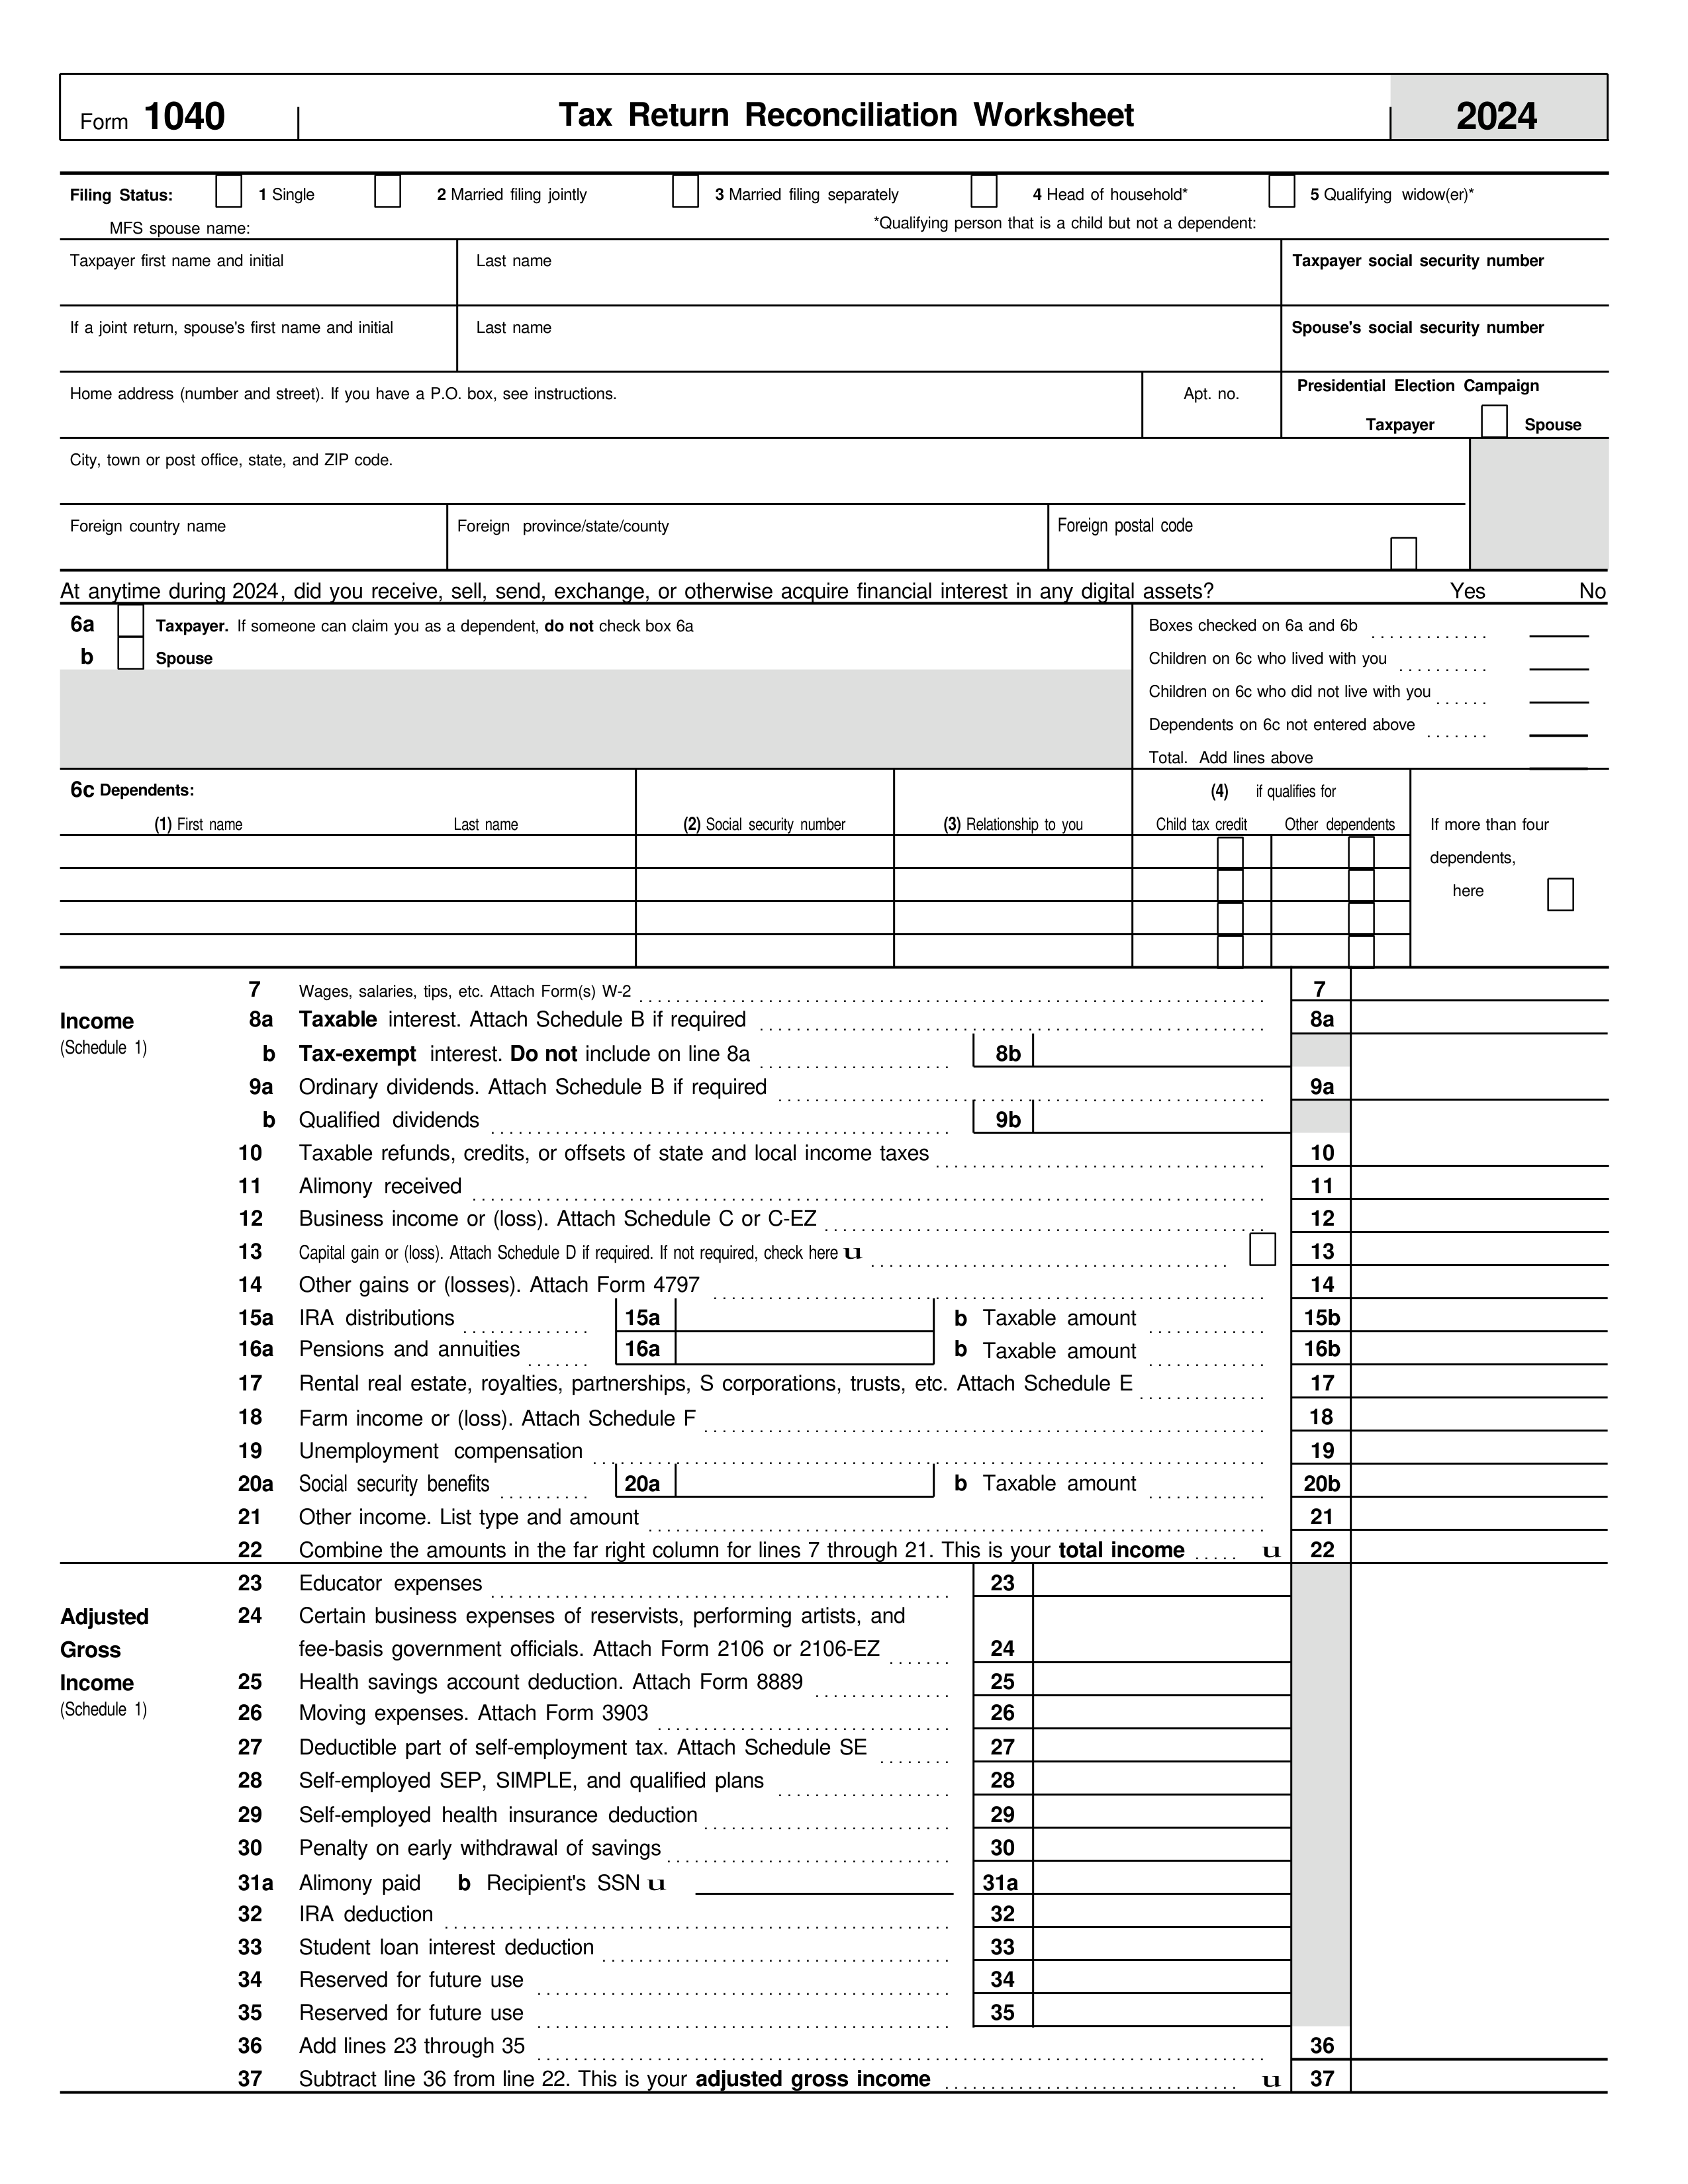 Form 1040 Tax Return Reconciliation Worksheet 2024
Filing Status: 1 Single 2 Married filing jointly 3 Married filing separately 4 Head of household* 5 Qualifying widow(er)*
MFS spouse name: *Qualifying person that is a child but not a dependent:
Taxpayer first name and initial Last name Taxpayer social security number
If a joint return, spouse's first name and initial Last name Spouse's social security number
Home address (number and street). If you have a P.O. box, see instructions. Apt. no. Presidential Election Campaign
Taxpayer Spouse
City, town or post office, state, and ZIP code.
Foreign country name Foreign province/state/county Foreign postal code
At anytime during 2024, did you receive, sell, send, exchange, or otherwise acquire financial interest in any digital assets? Yes No
6a Taxpayer. If someone can claim you as a dependent, do not check box 6a Boxes checked on 6a and 6b
b Spouse Children on 6c who lived with you
Children on 6c who did not live with you
Dependents on 6c not entered above
Total. Add lines above
6c Dependents: (4) if qualifies for
(1) First name Last name (2) Social security number (3) Relationship to you Child tax credit Other dependents If more than four
dependents,
here
7 Wages, salaries, tips, etc. Attach Form(s) W-2 7
Income 8a Taxable interest. Attach Schedule B if required 8a
(Schedule 1) b Tax-exempt interest. Do not include on line 8a 8b
9a Ordinary dividends. Attach Schedule B if required 9a
b Qualified dividends 9b
10 Taxable refunds, credits, or offsets of state and local income taxes 10
11 Alimony received 11
12 Business income or (loss). Attach Schedule C or C-EZ 12
13 Capital gain or (loss). Attach Schedule D if required. If not required, check here u 13
14 Other gains or (losses). Attach Form 4797 14
15a IRA distributions 15a b Taxable amount 15b
16a Pensions and annuities 16a b Taxable amount 16b
17 Rental real estate, royalties, partnerships, S corporations, trusts, etc. Attach Schedule E 17
18 Farm income or (loss). Attach Schedule F 18
19 Unemployment compensation 19
20a Social security benefits 20a b Taxable amount 20b
21 Other income. List type and amount 21
22 Combine the amounts in the far right column for lines 7 through 21. This is your total income u 22
23 Educator expenses 23
Adjusted 24 Certain business expenses of reservists, performing artists, and
Gross fee-basis government officials. Attach Form 2106 or 2106-EZ 24
Income 25 Health savings account deduction. Attach Form 8889 25
(Schedule 1) 26 Moving expenses. Attach Form 3903 26
27 Deductible part of self-employment tax. Attach Schedule SE 27
28 Self-employed SEP, SIMPLE, and qualified plans 28
29 Self-employed health insurance deduction 29
30 Penalty on early withdrawal of savings 30
31a Alimony paid b Recipient's SSN u 31a
32 IRA deduction 32
33 Student loan interest deduction 33
34 Reserved for future use 34
35 Reserved for future use 35
36 Add lines 23 through 35 36
37 Subtract line 36 from line 22. This is your adjusted gross income u 37